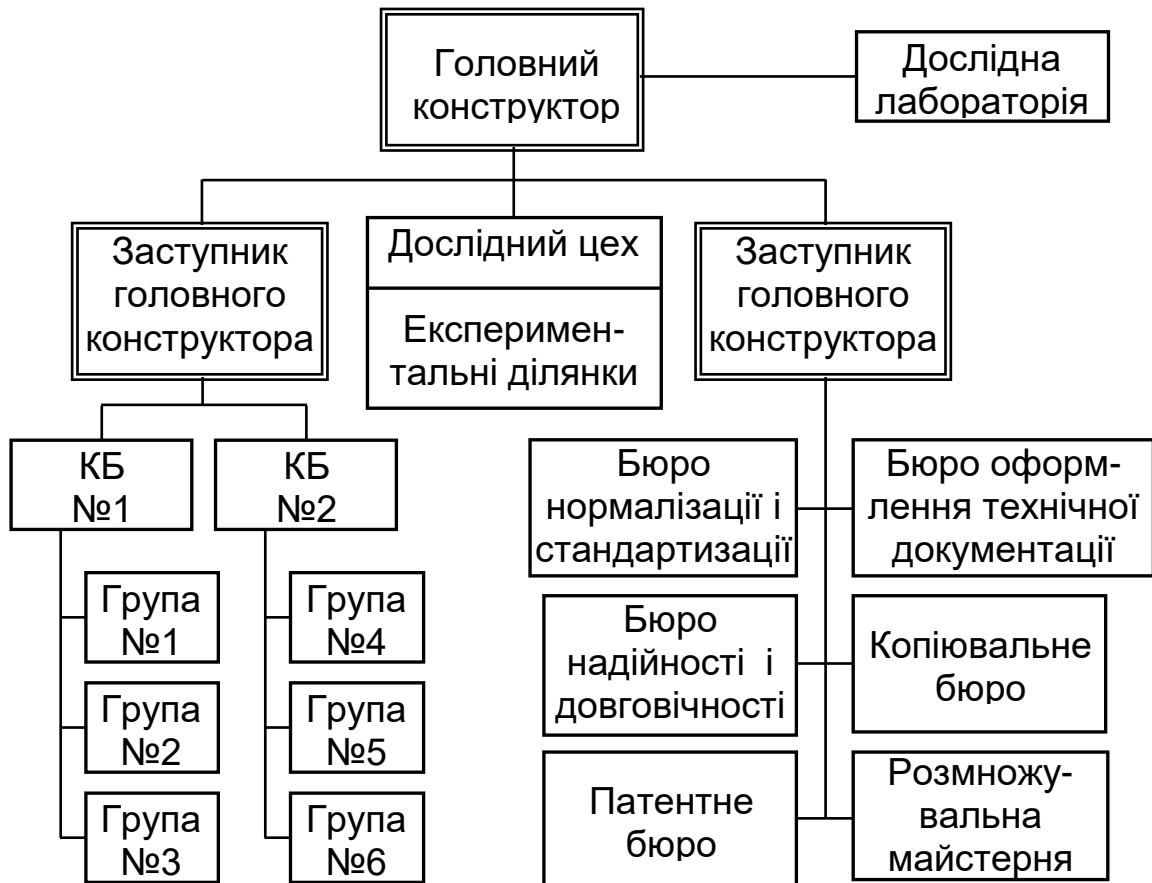 Головний
конструктор
Дослідна
лабораторія
Заступник
головного
конструктора
Дослідний цех
Експеримен-
тальні ділянки
Заступник
головного
конструктора
КБ
№1
КБ
№2
Група
№1
Група
№2
Група
№3
Група
№4
Група
№5
Група
№6
Бюро
нормалізації і
стандартизації
Бюро оформ-
лення технічної
документації
Бюро
надійності і
довговічності
Копіювальне
бюро
Патентне
бюро
Розмножу-
вальна
майстерня